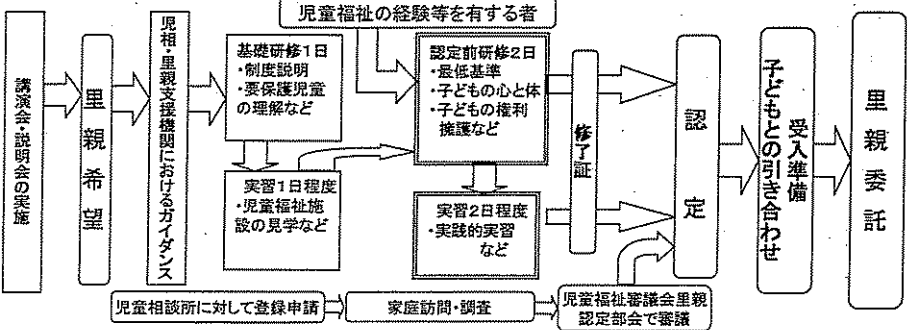 児童福祉の経験等を有する者
講演会・説明会の実施
里親希望
児相・里親支援機関におけるガイダンス
基礎研修1日
・制度説明
・要保護児童
の理解など
実習1日程度
・児童福祉施
設の見学など
認定前研修2日
・最低基準
・子どもの心と体
・子どもの権利
擁護など
実習2日程度
・実践的実習
など
修了証
認定
受入準備
子どもとの引き合わせ
里親委託
児童相談所に対して登録申請
家庭訪問・調査
児童福祉審議会里親
認定部会で審議